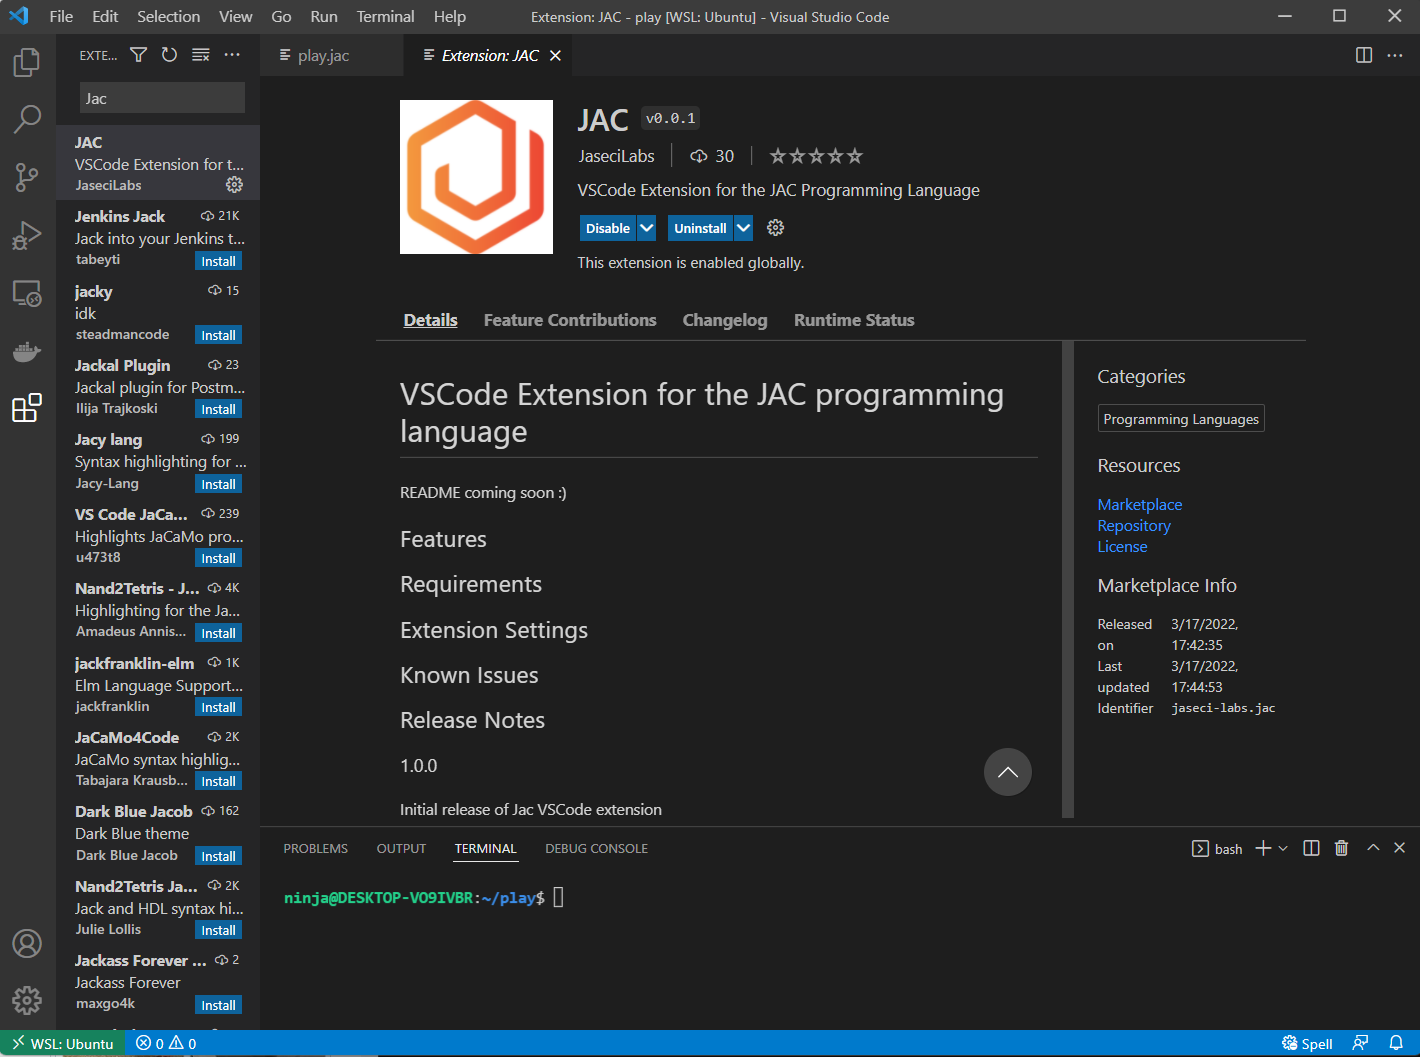 File Edit Selection View Go Run Terminal Help
Extension: JAC - play [WSL: Ubuntu] - Visual Studio Code
EXTE...
play.jac
Extension: JAC
Jac
JAC
VSCode Extension for t...
JaseciLabs
Jenkins Jack 21K
Jack into your Jenkins t...
tabeyti Install
jacky 15
idk
steadmancode Install
Jackal Plugin 23
Jackal plugin for Postm...
Ilija Trajkoski Install
Jacy lang 199
Syntax highlighting for ...
Jacy-Lang Install
VS Code JaCa... 239
Highlights JaCaMo pro...
u473t8 Install
Nand2Tetris - J... 4K
Highlighting for the Ja...
Amadeus Annis... Install
jackfranklin-elm 1K
Elm Language Support...
jackfranklin Install
JaCaMo4Code 2K
JaCaMo syntax highlig...
Tabajara Krausb... Install
Dark Blue Jacob 162
Dark Blue theme
Dark Blue Jacob Install
Nand2Tetris Ja... 2K
Jack and HDL syntax hi...
Julie Lollis Install
Jackass Forever ... 2
Jackass Forever
maxgo4k Install
JAC v0.0.1
JaseciLabs 30
VSCode Extension for the JAC Programming Language
Disable Uninstall
This extension is enabled globally.
Details Feature Contributions Changelog Runtime Status
VSCode Extension for the JAC programming
language
README coming soon :)
Features
Requirements
Extension Settings
Known Issues
Release Notes
1.0.0
Initial release of Jac VSCode extension
Categories
Programming Languages
Resources
Marketplace
Repository
License
Marketplace Info
Released 3/17/2022,
on 17:42:35
Last 3/17/2022,
updated 17:44:53
Identifier jaseci-labs.jac
PROBLEMS OUTPUT TERMINAL DEBUG CONSOLE
bash
ninja@DESKTOP-VO9IVBR:~/play$
WSL: Ubuntu 0 0
Spell